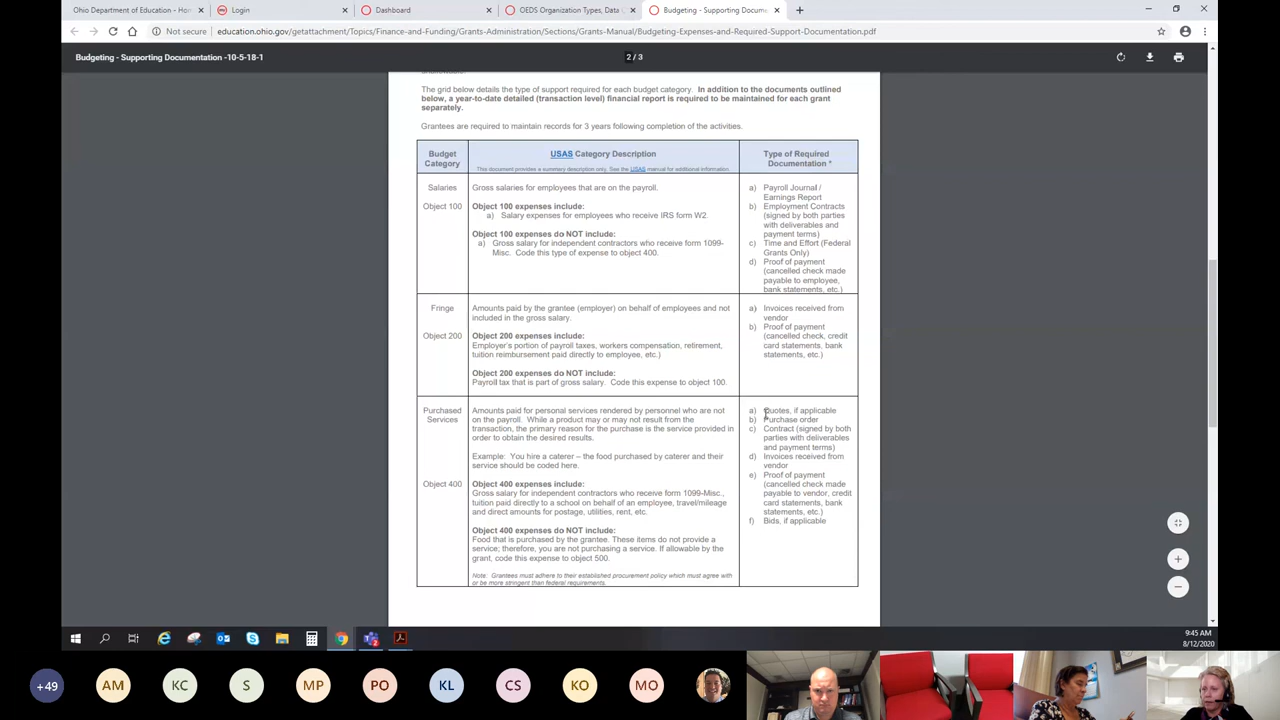 Ohio Department of Education - Ho
Login
Dashboard
OEDS Organization Types, Data
Budgeting - Supporting Docume
Not secure education.ohio.gov/getattachment/Topics/Finance-and-Funding/Grants-Administration/Sections/Grants-Manual/Budgeting-Expenses-and-Required-Support-Documentation.pdf
Budgeting - Supporting Documentation -10-5-18-1
2 / 3
The grid below details the type of support required for each budget category. In addition to the documents outlined
below, a year-to-date detailed (transaction level) financial report is required to be maintained for each grant
separately.
Grantees are required to maintain records for 3 years following completion of the activities.
Budget
Category
USAS Category Description
This document provides a summary description only. See the USAS manual for additional information.
Type of Required
Documentation *
Salaries
Object 100
Gross salaries for employees that are on the payroll.
Object 100 expenses include:
a) Salary expenses for employees who receive IRS form W2.
Object 100 expenses do NOT include:
a) Gross salary for independent contractors who receive form 1099-
Misc. Code this type of expense to object 400.
a) Payroll Journal /
Earnings Report
b) Employment Contracts
(signed by both parties
with deliverables and
payment terms)
c) Time and Effort (Federal
Grants Only)
d) Proof of payment
(cancelled check made
payable to employee,
bank statements, etc.)
Fringe
Object 200
Amounts paid by the grantee (employer) on behalf of employees and not
included in the gross salary.
Object 200 expenses include:
Employer's portion of payroll taxes, workers compensation, retirement,
tuition reimbursement paid directly to employee, etc.)
Object 200 expenses do NOT include:
Payroll tax that is part of gross salary. Code this expense to object 100.
a) Invoices received from
vendor
b) Proof of payment
(cancelled check, credit
card statements, bank
statements, etc.)
Purchased
Services
Object 400
Amounts paid for personal services rendered by personnel who are not
on the payroll. While a product may or may not result from the
transaction, the primary reason for the purchase is the service provided in
order to obtain the desired results.
Example: You hire a caterer – the food purchased by caterer and their
service should be coded here.
Object 400 expenses include:
Gross salary for independent contractors who receive form 1099-Misc.,
tuition paid directly to a school on behalf of an employee, travel/mileage
and direct amounts for postage, utilities, rent, etc.
Object 400 expenses do NOT include:
Food that is purchased by the grantee. These items do not provide a
service; therefore, you are not purchasing a service. If allowable by the
grant, code this expense to object 500.
Note: Grantees must adhere to their established procurement policy which must agree with
or be more stringent than federal requirements.
a) Quotes, if applicable
b) Purchase order
c) Contract (signed by both
parties with deliverables
and payment terms)
d) Invoices received from
vendor
e) Proof of payment
(cancelled check made
payable to vendor, credit
card statements, bank
statements, etc.)
f) Bids, if applicable
9:45 AM
8/12/2020
+49
AM
KC
S
MP
PO
KL
CS
KO
MO